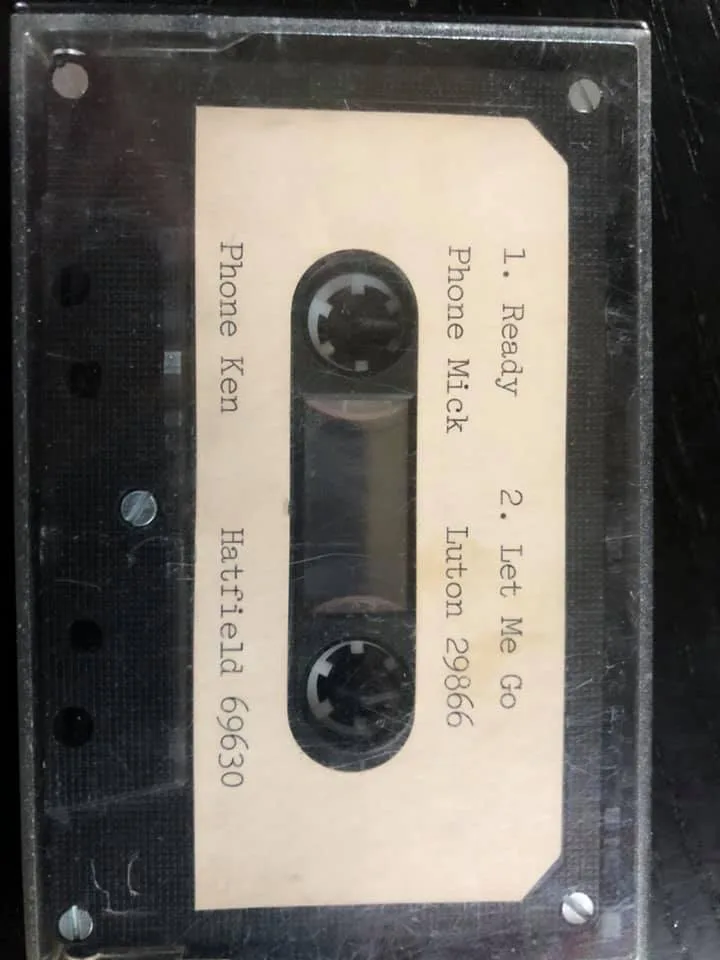 1. Ready 2. Let Me Go
Phone Mick Luton 29866
Phone Ken Hatfield 69630